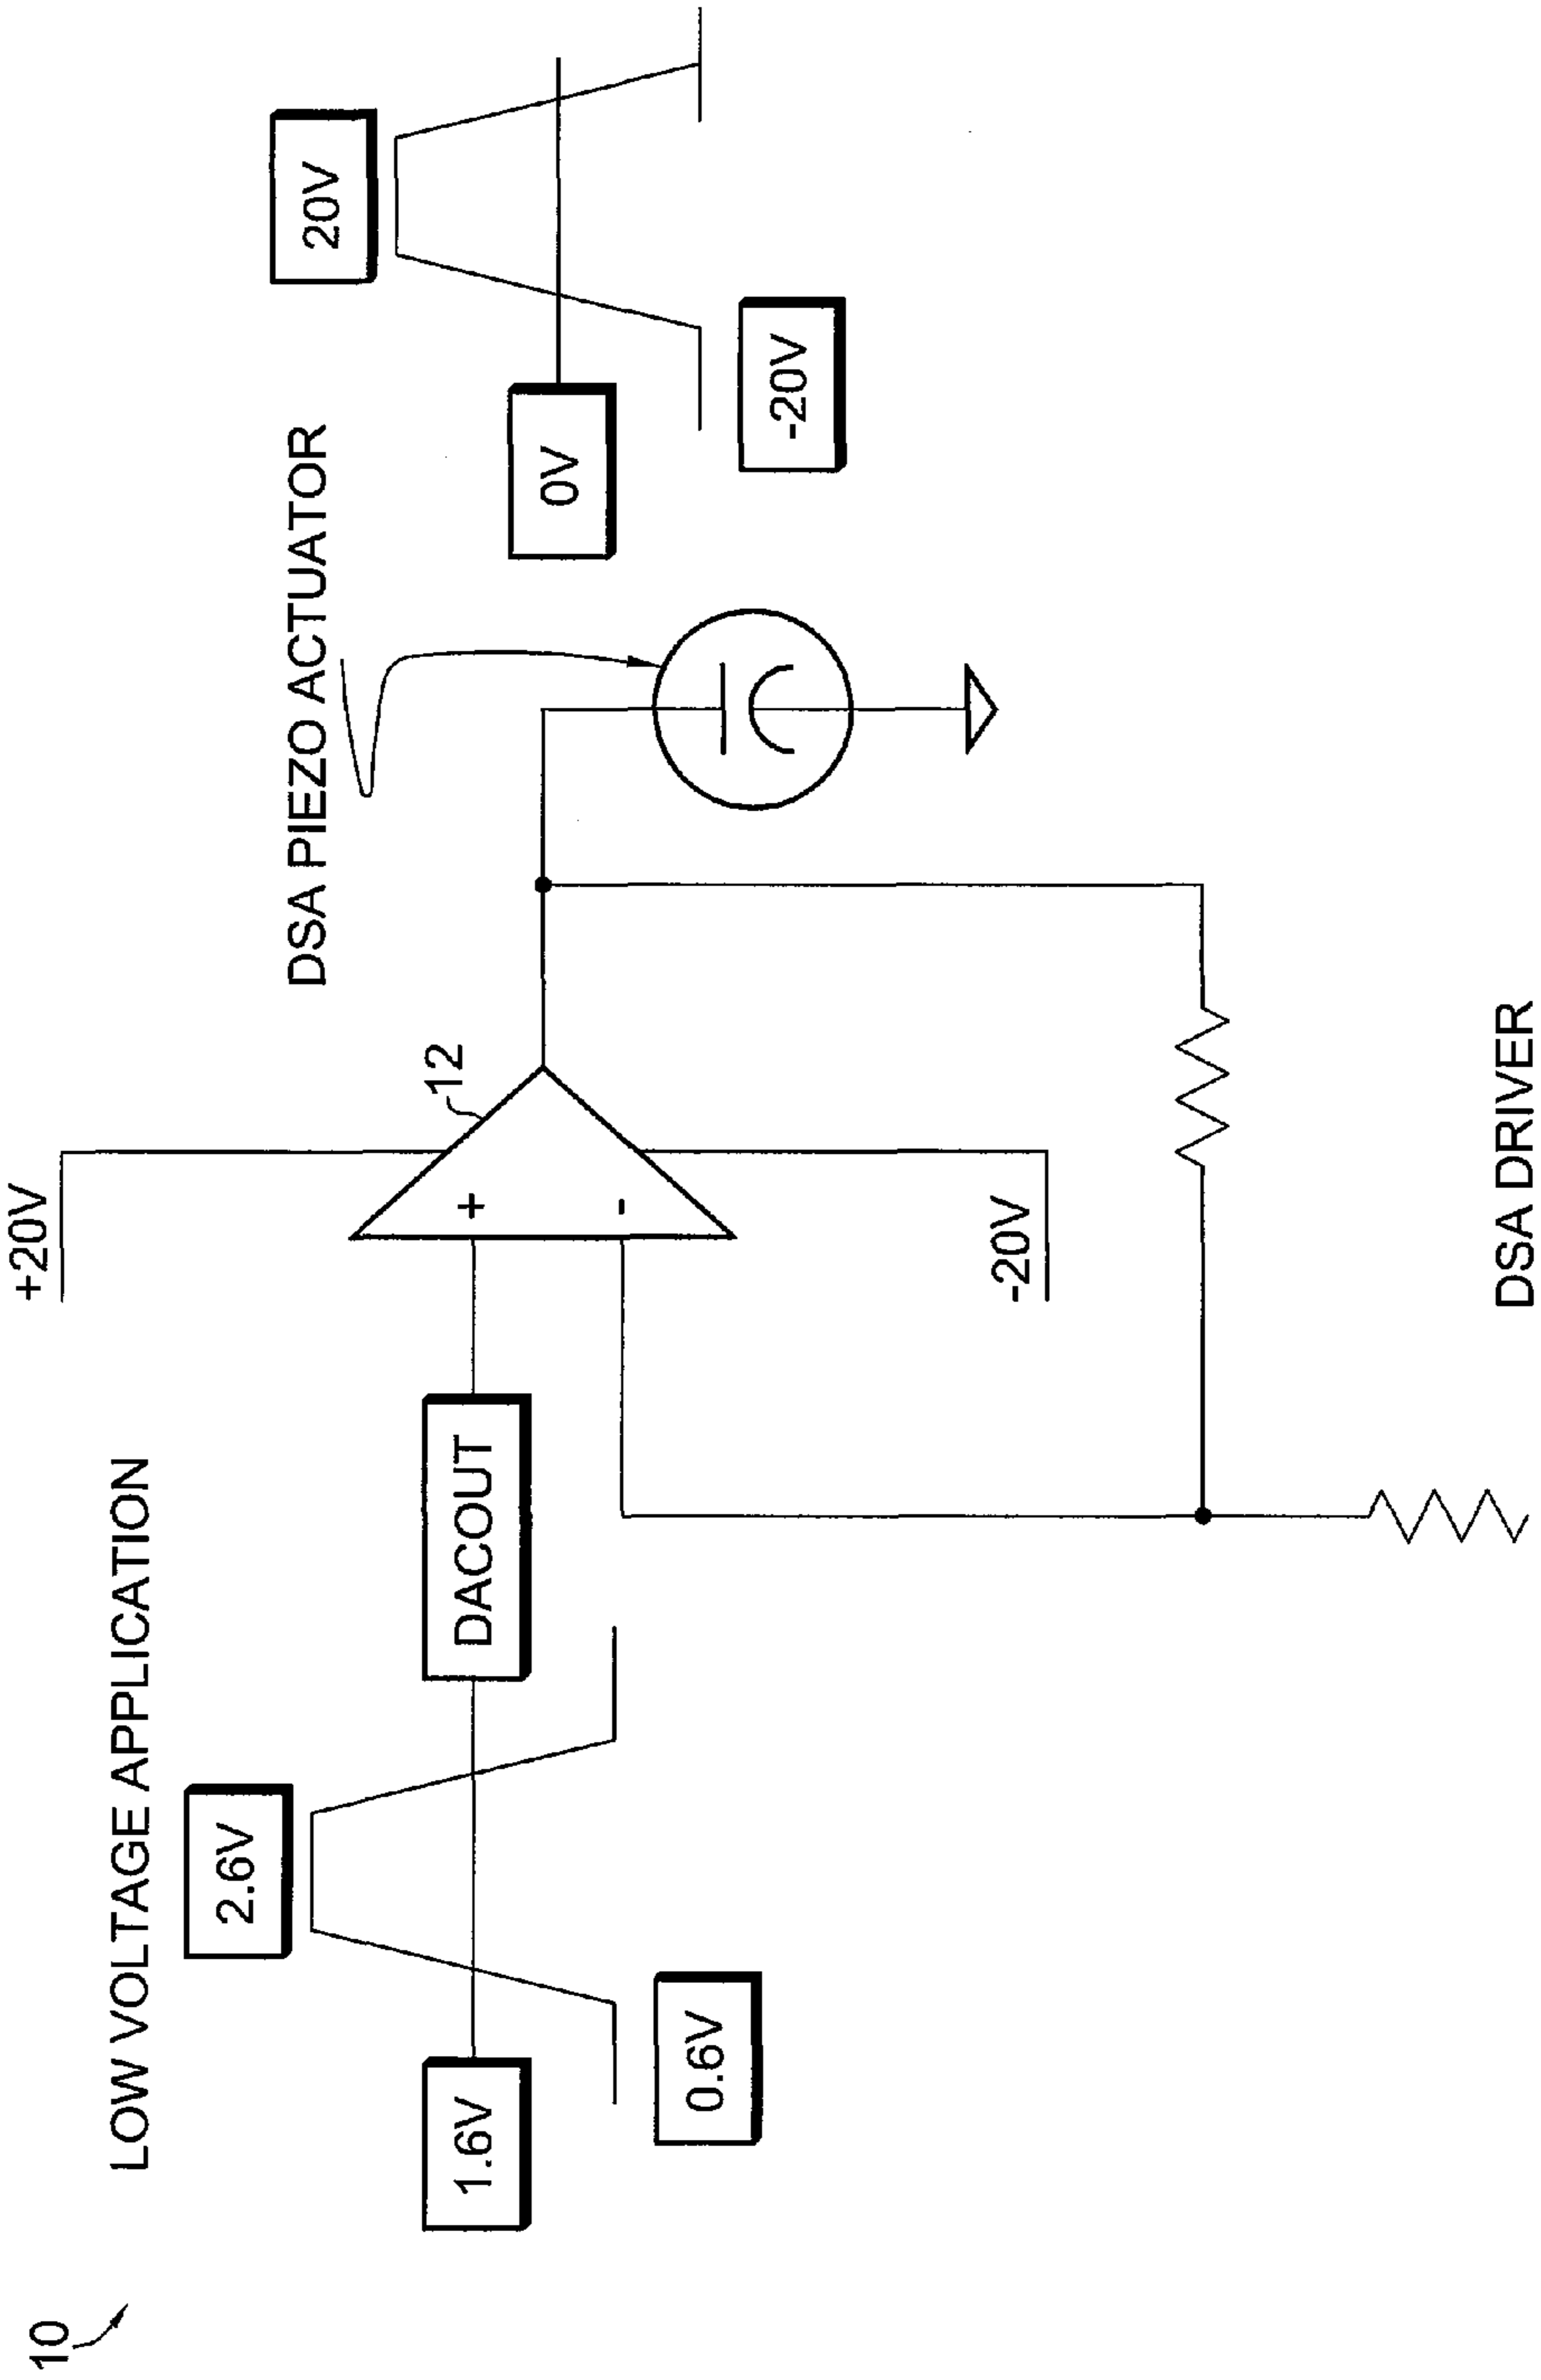 10
LOW VOLTAGE APPLICATION
2.6V
1.6V
0.6V
DACOUT
+20V
12
+
-
-20V
DSA PIEZO ACTUATOR
20V
0V
-20V
DSA DRIVER